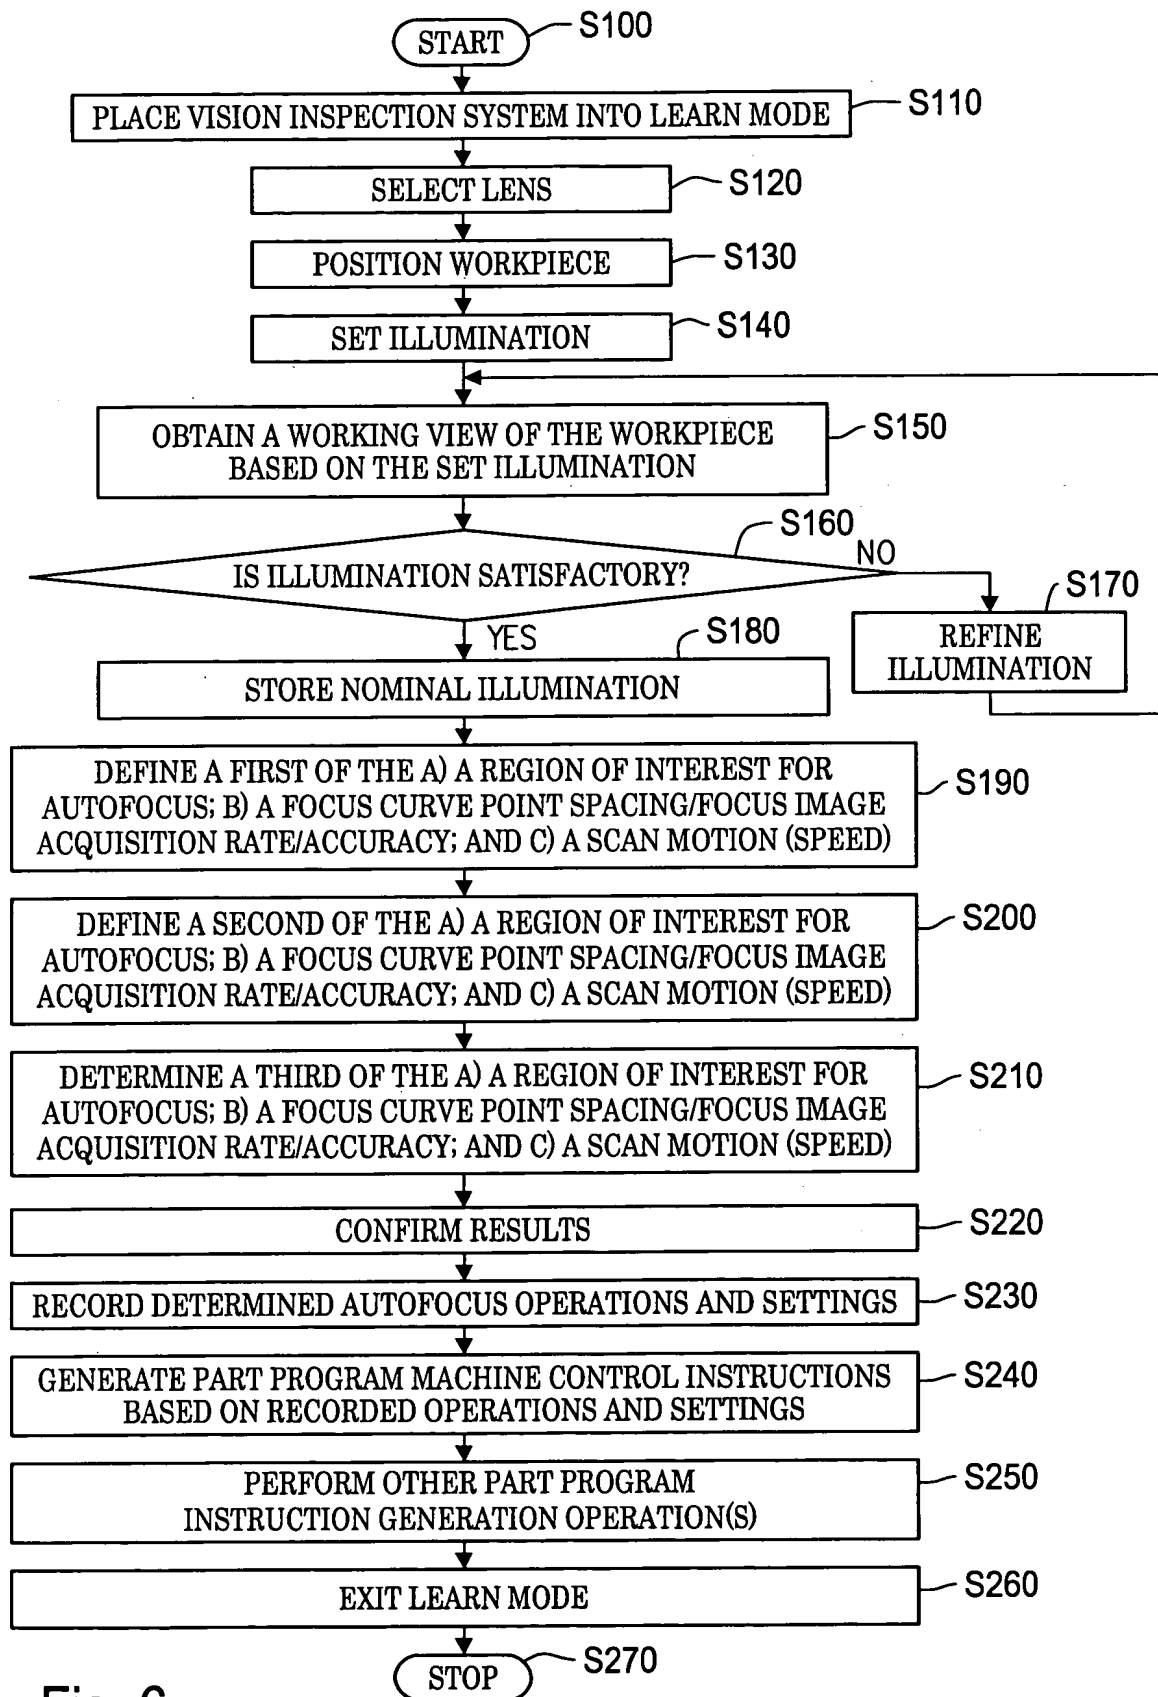 START
S100
PLACE VISION INSPECTION SYSTEM INTO LEARN MODE
S110
SELECT LENS
S120
POSITION WORKPIECE
S130
SET ILLUMINATION
S140
OBTAIN A WORKING VIEW OF THE WORKPIECE
BASED ON THE SET ILLUMINATION
S150
IS ILLUMINATION SATISFACTORY?
S160
NO
REFINE
ILLUMINATION
S170
YES
STORE NOMINAL ILLUMINATION
S180
DEFINE A FIRST OF THE A) A REGION OF INTEREST FOR
AUTOFOCUS; B) A FOCUS CURVE POINT SPACING/FOCUS IMAGE
ACQUISITION RATE/ACCURACY; AND C) A SCAN MOTION (SPEED)
S190
DEFINE A SECOND OF THE A) A REGION OF INTEREST FOR
AUTOFOCUS; B) A FOCUS CURVE POINT SPACING/FOCUS IMAGE
ACQUISITION RATE/ACCURACY; AND C) A SCAN MOTION (SPEED)
S200
DETERMINE A THIRD OF THE A) A REGION OF INTEREST FOR
AUTOFOCUS; B) A FOCUS CURVE POINT SPACING/FOCUS IMAGE
ACQUISITION RATE/ACCURACY; AND C) A SCAN MOTION (SPEED)
S210
CONFIRM RESULTS
S220
RECORD DETERMINED AUTOFOCUS OPERATIONS AND SETTINGS
S230
GENERATE PART PROGRAM MACHINE CONTROL INSTRUCTIONS
BASED ON RECORDED OPERATIONS AND SETTINGS
S240
PERFORM OTHER PART PROGRAM
INSTRUCTION GENERATION OPERATION(S)
S250
EXIT LEARN MODE
S260
STOP
S270